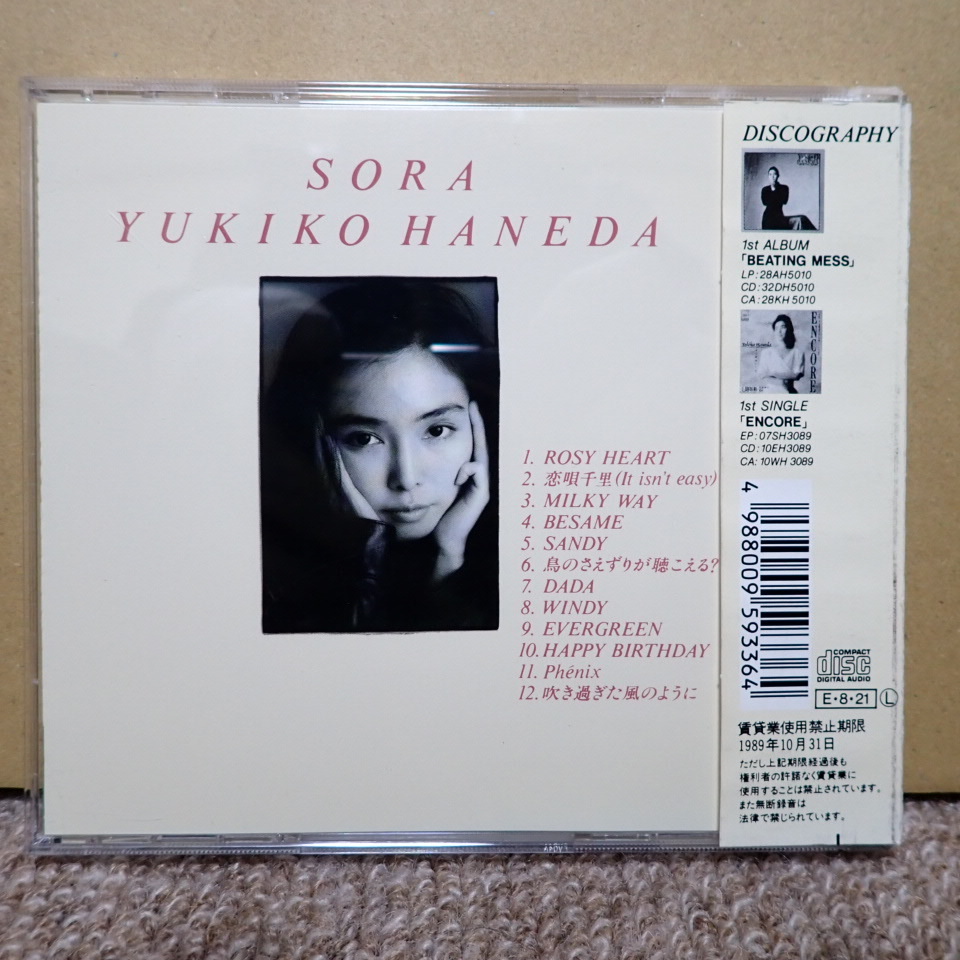 SORA
YUKIKO HANEDA
1. ROSY HEART
2. 恋唄千里(It isn't easy)
3. MILKY WAY
4. BESAME
5. SANDY
6. 鳥のさえずりが聴こえる?
7. DADA
8. WINDY
9. EVERGREEN
10. HAPPY BIRTHDAY
11. Phénix
12. 吹き過ぎた風のように
DISCOGRAPHY
1st ALBUM
「BEATING MESS」
LP:28AH5010
CD:32DH5010
CA:28KH5010
ENCORE
Yukiko Haneda
1st SINGLE
「ENCORE」
EP:07SH3089
CD:10EH3089
CA:10WH 3089
4 988009 593364
COMPACT
disc
DIGITAL AUDIO
E・8・21 L
賃貸業使用禁止期限
1989年10月31日
ただし上記期限経過後も
権利者の許諾なく賃貸業に
使用することは禁止されています。
また無断録音は
法律で禁じられています。